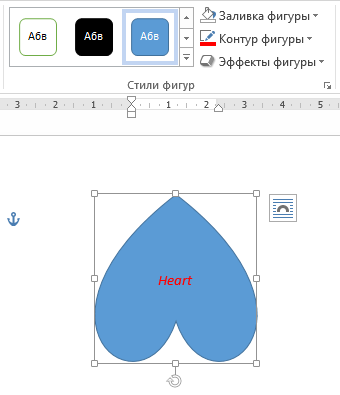 Абв Абв Абв
Заливка фигуры
Контур фигуры
Эффекты фигуры
Стили фигур
3 2 1 1 2 3 4 5
Heart